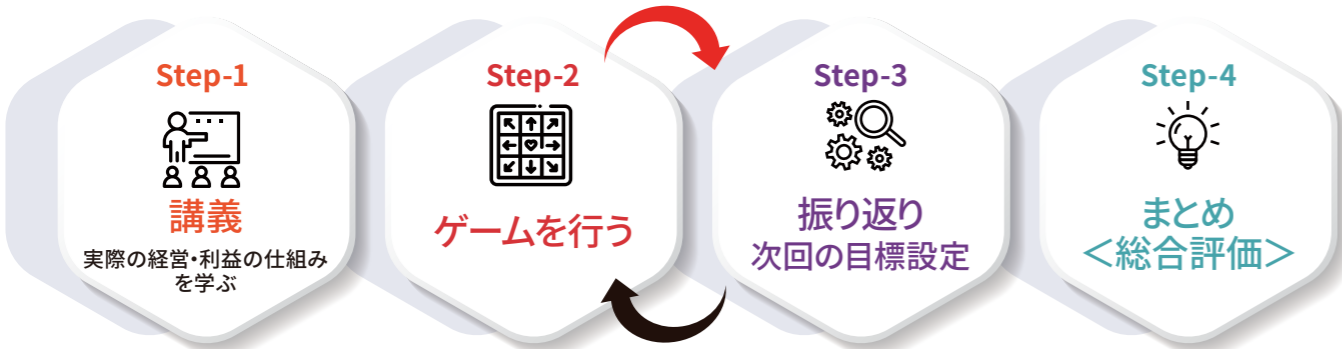 Step-1
講義
実際の経営・利益の仕組み
を学ぶ
Step-2
ゲームを行う
Step-3
振り返り
次回の目標設定
Step-4
まとめ
＜総合評価＞